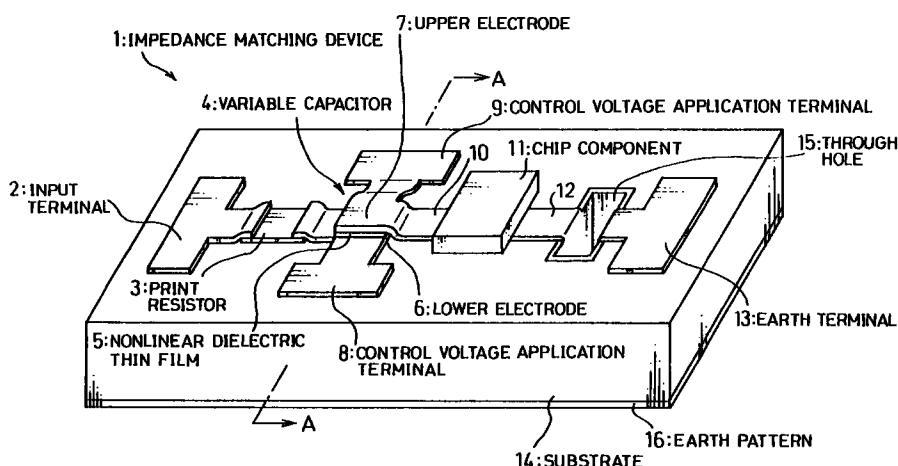 7:UPPER ELECTRODE
1:IMPEDANCE MATCHING DEVICE
A
4:VARIABLE CAPACITOR
9:CONTROL VOLTAGE APPLICATION TERMINAL
10
11:CHIP COMPONENT
15:THROUGH
HOLE
2:INPUT
TERMINAL
12
3:PRINT
RESISTOR
6:LOWER ELECTRODE
13:EARTH TERMINAL
5:NONLINEAR DIELECTRIC
THIN FILM
8:CONTROL VOLTAGE APPLICATION
TERMINAL
A
16:EARTH PATTERN
14:SUBSTRATE